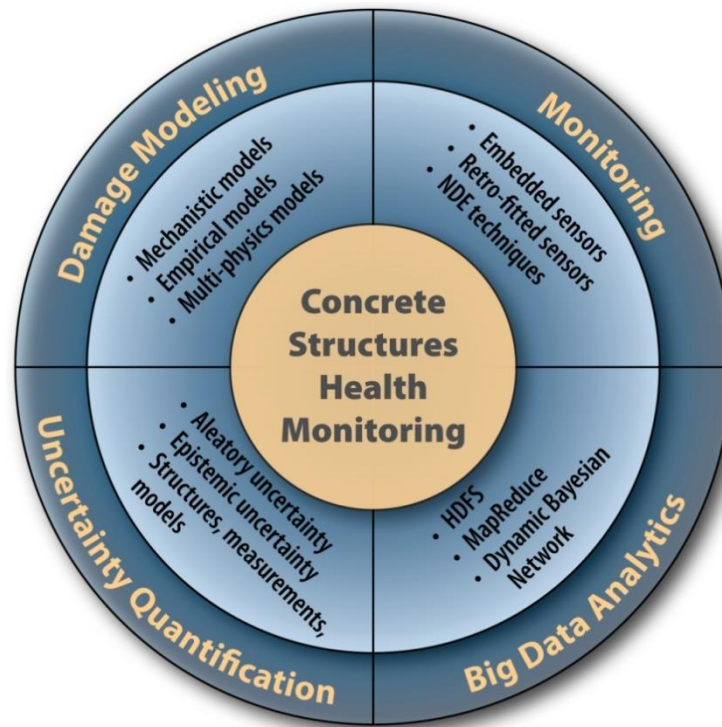 Damage Modeling
• Mechanistic models
• Empirical models
• Multi-physics models
Monitoring
• Embedded sensors
• Retro-fitted sensors
• NDE techniques
Concrete
Structures
Health
Monitoring
Uncertainty Quantification
• Aleatory uncertainty
• Epistemic uncertainty
• Structures, measurements,
models
Big Data Analytics
• HDFS
• MapReduce
• Dynamic Bayesian
Network